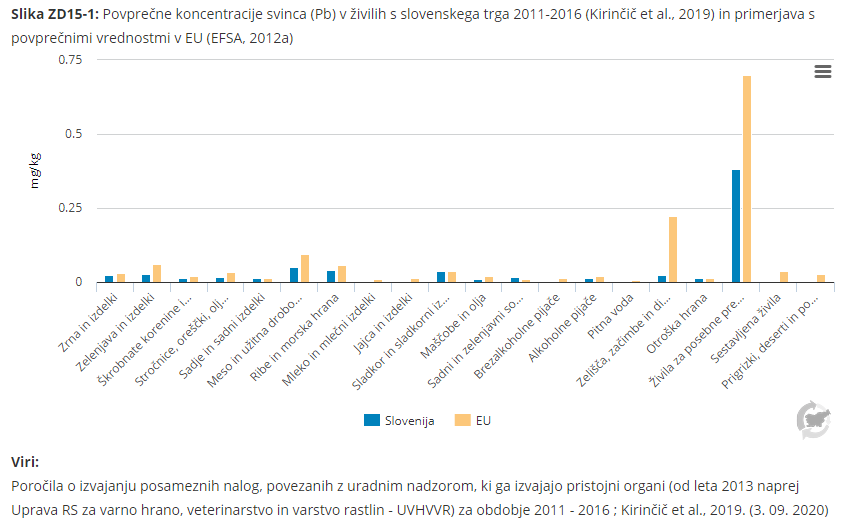 Slika ZD15-1: Povprečne koncentracije svinca (Pb) v živilih s slovenskega trga 2011-2016 (Kirinčič et al., 2019) in primerjava s
povprečnimi vrednostmi v EU (EFSA, 2012a)
0.75
0.5
0.25
0
mg/kg
Zrna in izdelki
Zelenjava in izdelki
Škrobnate korenine i...
Stročnice, oreščki, olj...
Sadje in sadni izdelki
Meso in užitna drobo...
Ribe in morska hrana
Mleko in mlečni izdelki
Jajca in izdelki
Sladkor in sladkorni iz...
Maščobe in olja
Sadni in zelenjavni so...
Brezalkoholne pijače
Alkoholne pijače
Pitna voda
Zelišča, začimbe in di...
Otroška hrana
Živila za posebne pre...
Sestavljena živila
Prigrizki, deserti in po...
Slovenija
EU
Viri:
Poročila o izvajanju posameznih nalog, povezanih z uradnim nadzorom, ki ga izvajajo pristojni organi (od leta 2013 naprej
Uprava RS za varno hrano, veterinarstvo in varstvo rastlin - UVHVVR) za obdobje 2011 - 2016 ; Kirinčič et al., 2019. (3. 09. 2020)